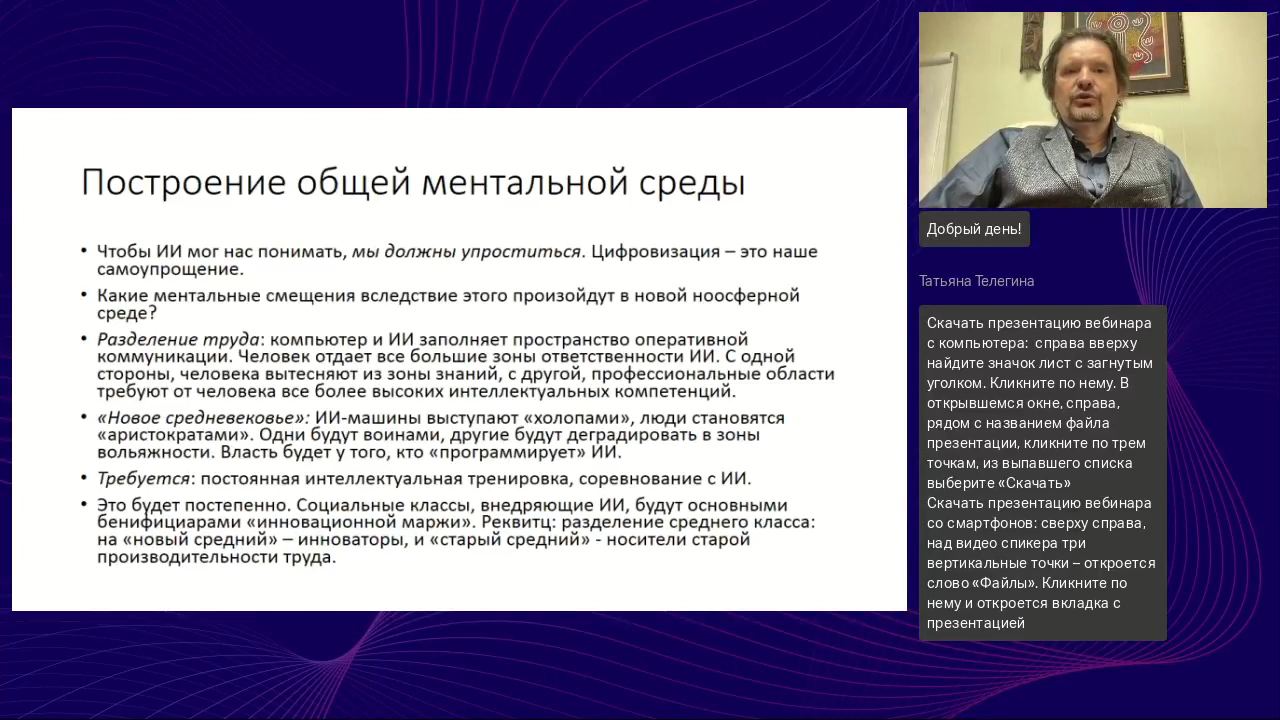 Построение общей ментальной среды
• Чтобы ИИ мог нас понимать, мы должны упроститься. Цифровизация – это наше
самоупрощение.
• Какие ментальные смещения вследствие этого произойдут в новой ноосферной
среде?
• Разделение труда: компьютер и ИИ заполняет пространство оперативной
коммуникации. Человек отдает все большие зоны ответственности ИИ. С одной
стороны, человека вытесняют из зоны знаний, с другой, профессиональные области
требуют от человека все более высоких интеллектуальных компетенций.
• «Новое средневековье»: ИИ-машины выступают «холопами», люди становятся
«аристократами». Одни будут воинами, другие будут деградировать в зоны
вольяжности. Власть будет у того, кто «программирует» ИИ.
• Требуется: постоянная интеллектуальная тренировка, соревнование с ИИ.
• Это будет постепенно. Социальные классы, внедряющие ИИ, будут основными
бенифициарами «инновационной маржи». Реквитц: разделение среднего класса:
на «новый средний» – инноваторы, и «старый средний» - носители старой
производительности труда.
Добрый день!
Татьяна Телегина
Скачать презентацию вебинара
с компьютера: справа вверху
найдите значок лист с загнутым
уголком. Кликните по нему. В
открывшемся окне, справа,
рядом с названием файла
презентации, кликните по трем
точкам, из выпавшего списка
выберите «Скачать»
Скачать презентацию вебинара
со смартфонов: сверху справа,
над видео спикера три
вертикальные точки – откроется
слово «Файлы». Кликните по
нему и откроется вкладка с
презентацией